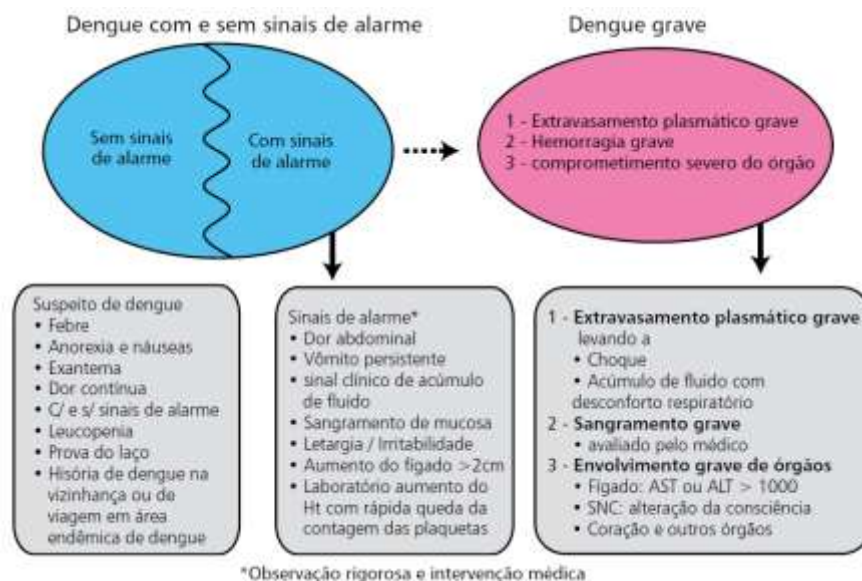 Dengue com e sem sinais de alarme
Dengue grave
Sem sinais
de alarme
Com sinais
de alarme
1 - Extravasamento plasmático grave
2 - Hemorragia grave
3 - comprometimento severo do órgão
Suspeito de dengue
• Febre
• Anorexia e náuseas
• Exantema
• Dor contínua
• C/ e s/ sinais de alarme
• Leucopenia
• Prova do laço
• Hisória de dengue na
vizinhança ou de
viagem em área
endêmica de dengue
Sinais de alarme*
• Dor abdominal
• Vômito persistente
• sinal clínico de acúmulo
de fluido
• Sangramento de mucosa
• Letargia / Irritabilidade
• Aumento do fígado >2cm
• Laboratório aumento do
Ht com rápida queda da
contagem das plaquetas
1 - Extravasamento plasmático grave
levando a
• Choque
• Acúmulo de fluido com
desconforto respiratório
2 - Sangramento grave
• avaliado pelo médico
3 - Envolvimento grave de órgãos
• Fígado: AST ou ALT > 1000
• SNC: alteração da consciência
• Coração e outros órgãos
*Observação rigorosa e intervenção médica